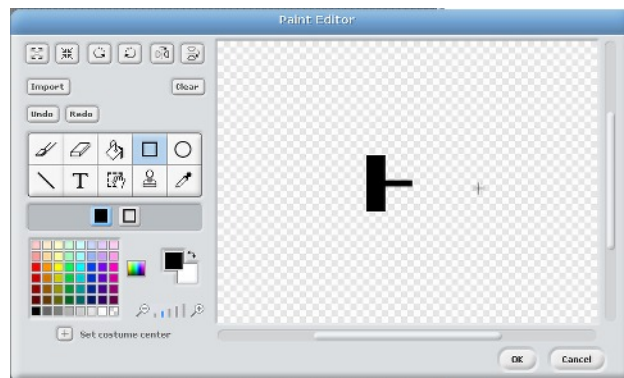 Paint Editor
Import
Clear
Undo
Redo
T
Set costume center
OK
Cancel